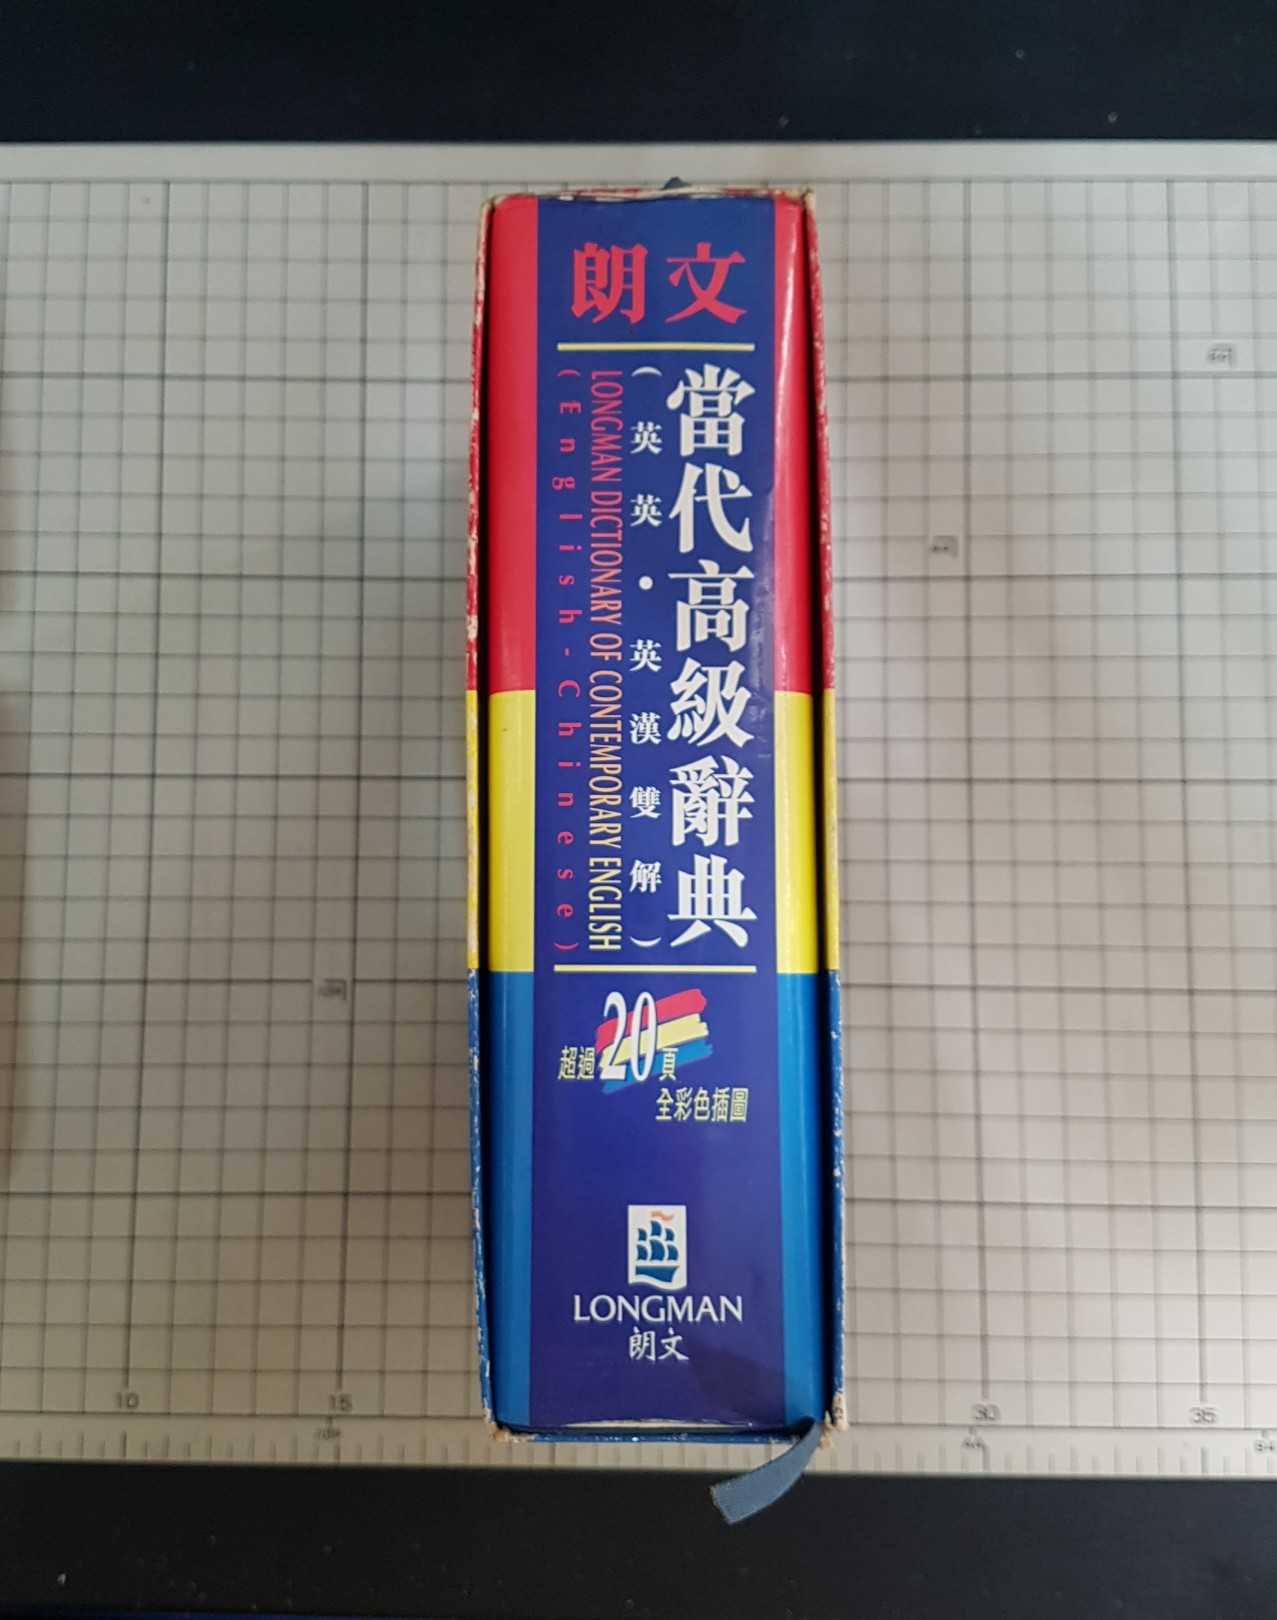 朗文
當代高級辭典
（英英・英漢雙解）
LONGMAN DICTIONARY OF CONTEMPORARY ENGLISH
(English-Chinese)
超過20頁
全彩色插圖
LONGMAN
朗文
10
15
30
35
A4
B4